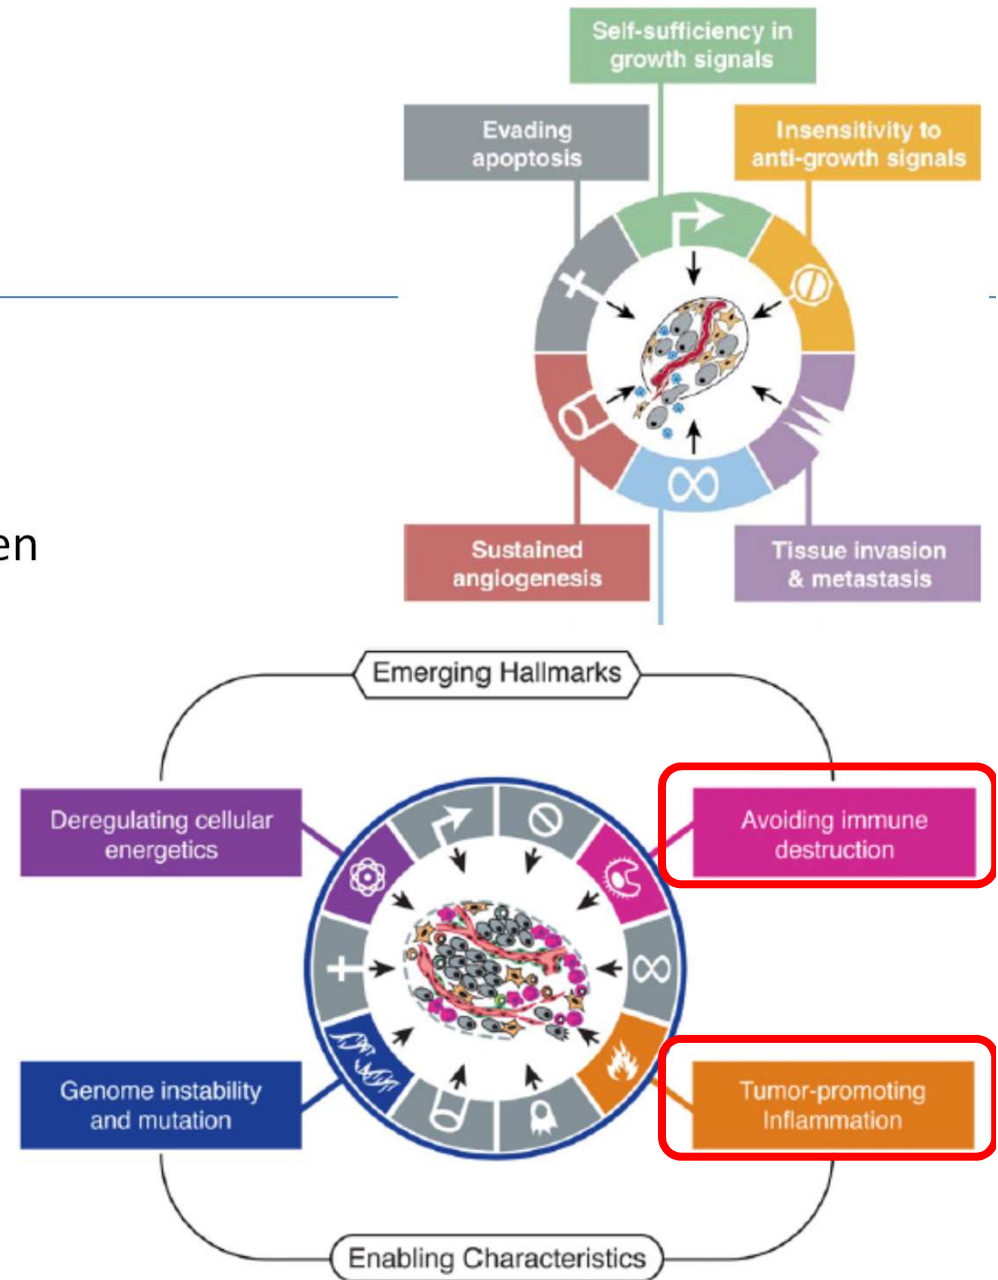 Self-sufficiency in
growth signals
Evading
apoptosis
Insensitivity to
anti-growth signals
en
Sustained
angiogenesis
Tissue invasion
& metastasis
Emerging Hallmarks
Deregulating cellular
energetics
Avoiding immune
destruction
Genome instability
and mutation
Tumor-promoting
Inflammation
Enabling Characteristics